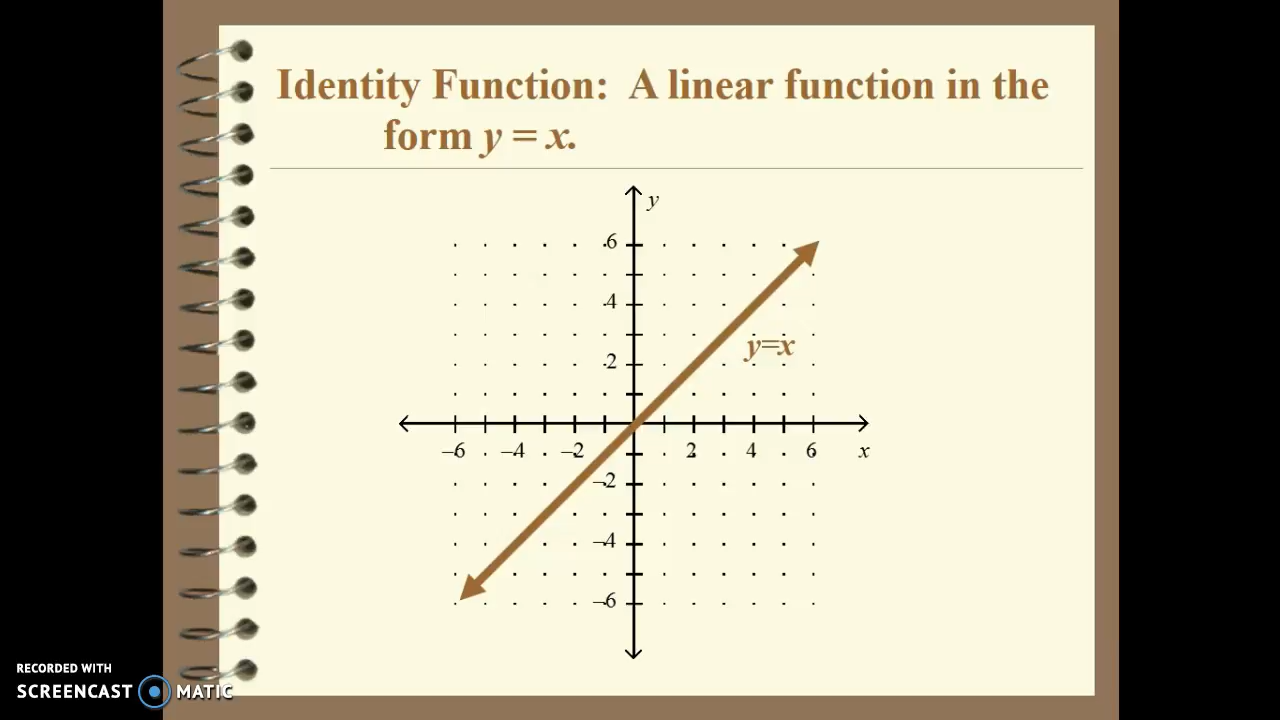 Identity Function: A linear function in the
form y = x.
y
6
4
y=x
2
–6 –4 –2 2 4 6 x
–2
–4
–6
RECORDED WITH
SCREENCAST MATIC